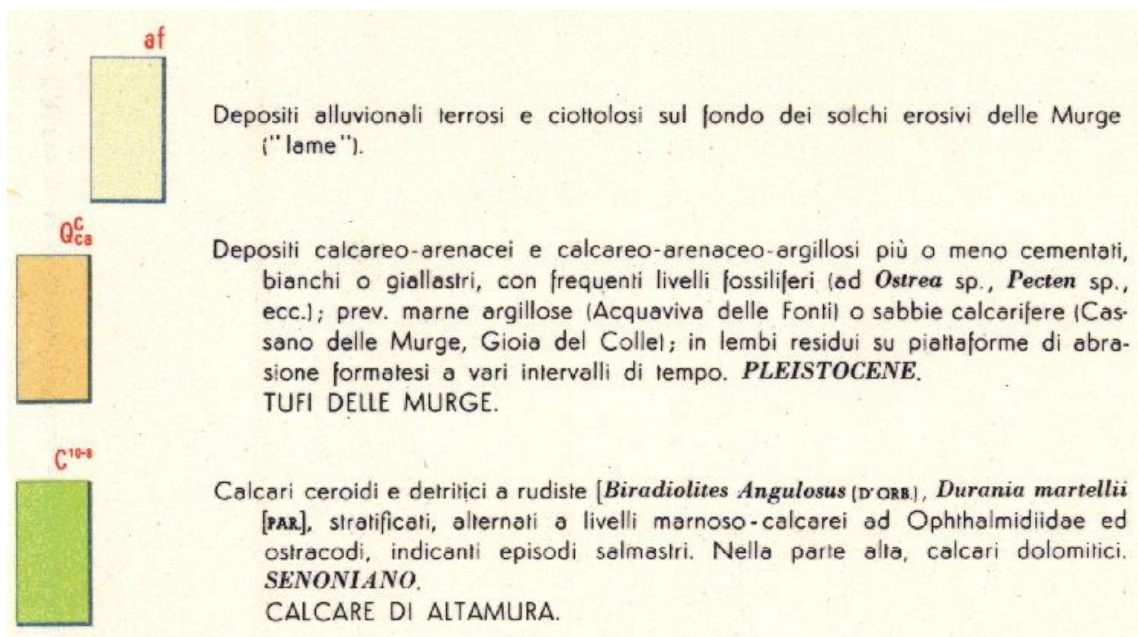 af
Depositi alluvionali terrosi e ciottolosi sul fondo dei solchi erosivi delle Murge
("lame").
Q^c_ca
Depositi calcareo-arenacei e calcareo-arenaceo-argillosi più o meno cementati,
bianchi o giallastri, con frequenti livelli fossiliferi (ad Ostrea sp., Pecten sp.,
ecc.); prev. marne argillose (Acquaviva delle Fonti) o sabbie calcarifere (Cas-
sano delle Murge, Gioia del Colle); in lembi residui su piattaforme di abra-
sione formatesi a vari intervalli di tempo. PLEISTOCENE.
TUFI DELLE MURGE.
C¹⁰⁻⁸
Calcari ceroidi e detritici a rudiste [Biradiolites Angulosus (D'ORB.), Durania martellii
[PAR.], stratificati, alternati a livelli marnoso-calcarei ad Ophthalmidiidae ed
ostracodi, indicanti episodi salmastri. Nella parte alta, calcari dolomitici.
SENONIANO.
CALCARE DI ALTAMURA.